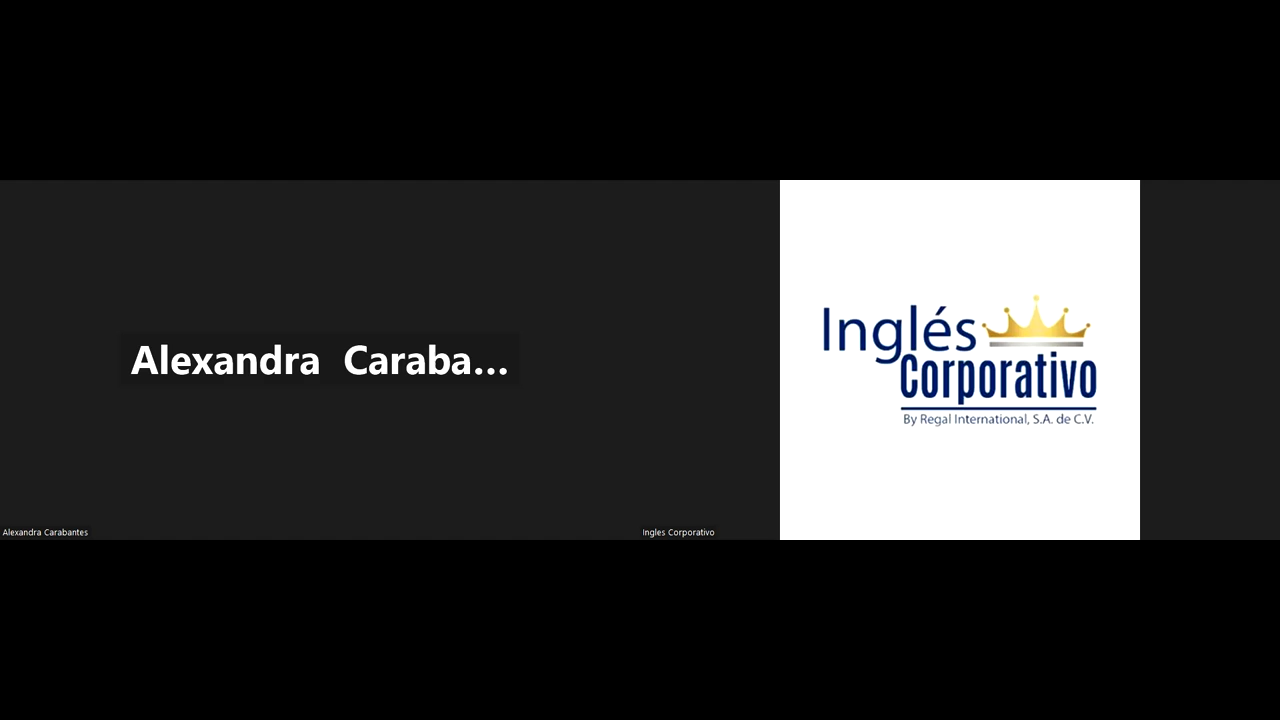 Alexandra Caraba...
Inglés
Corporativo
By Regal International, S.A. de C.V.
Alexandra Carabantes
Ingles Corporativo